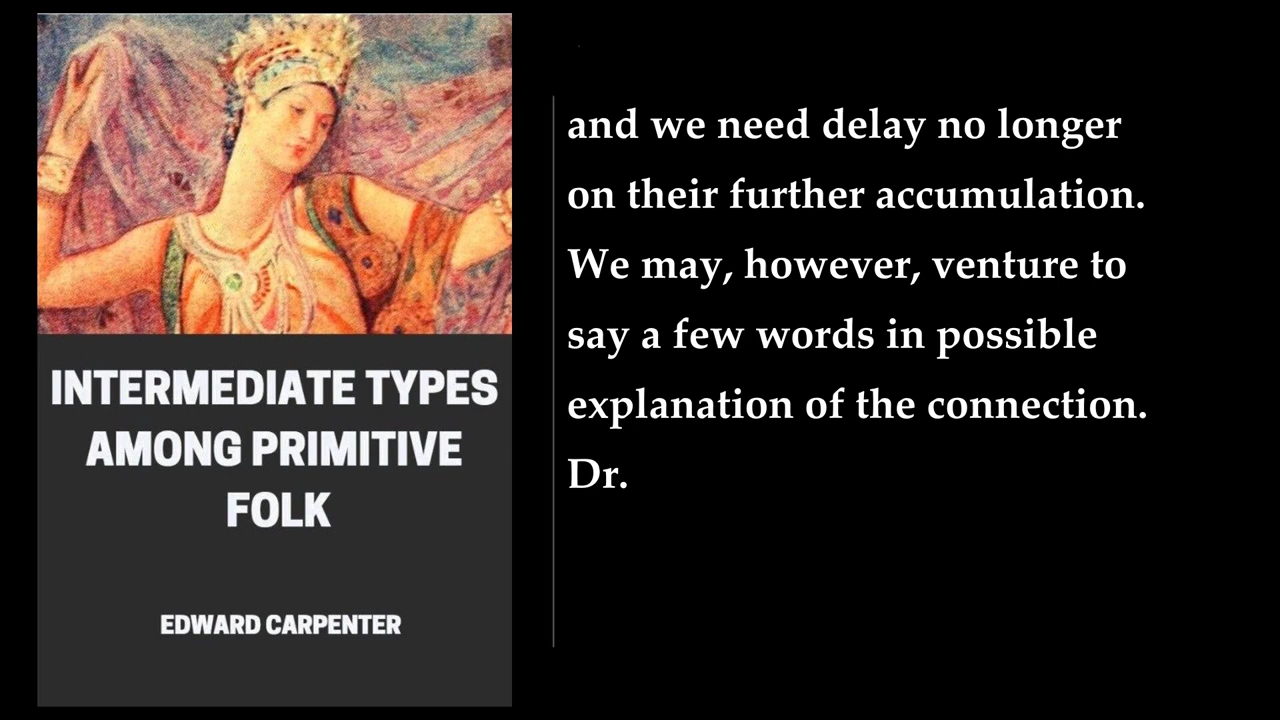 INTERMEDIATE TYPES
AMONG PRIMITIVE
FOLK
EDWARD CARPENTER
and we need delay no longer
on their further accumulation.
We may, however, venture to
say a few words in possible
explanation of the connection.
Dr.